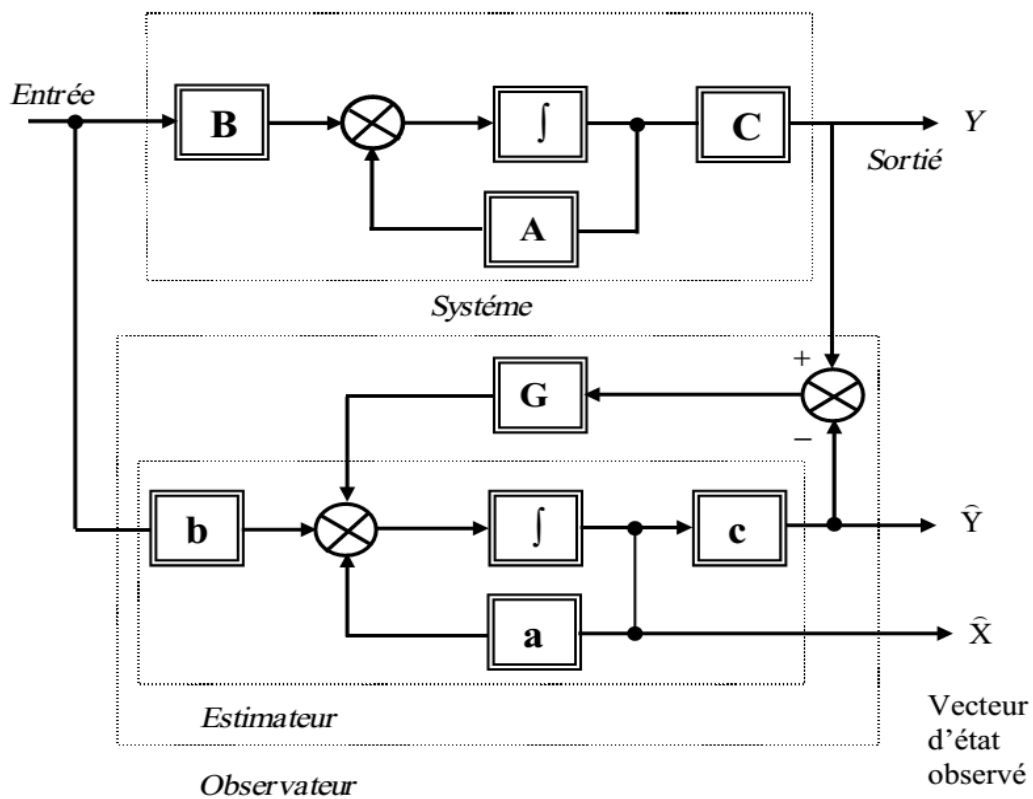 Entrée
B
∫
C
Y
Sortié
A
Systéme
+
G
−
b
∫
c
Ŷ
a
X̂
Estimateur
Vecteur
d’état
observé
Observateur